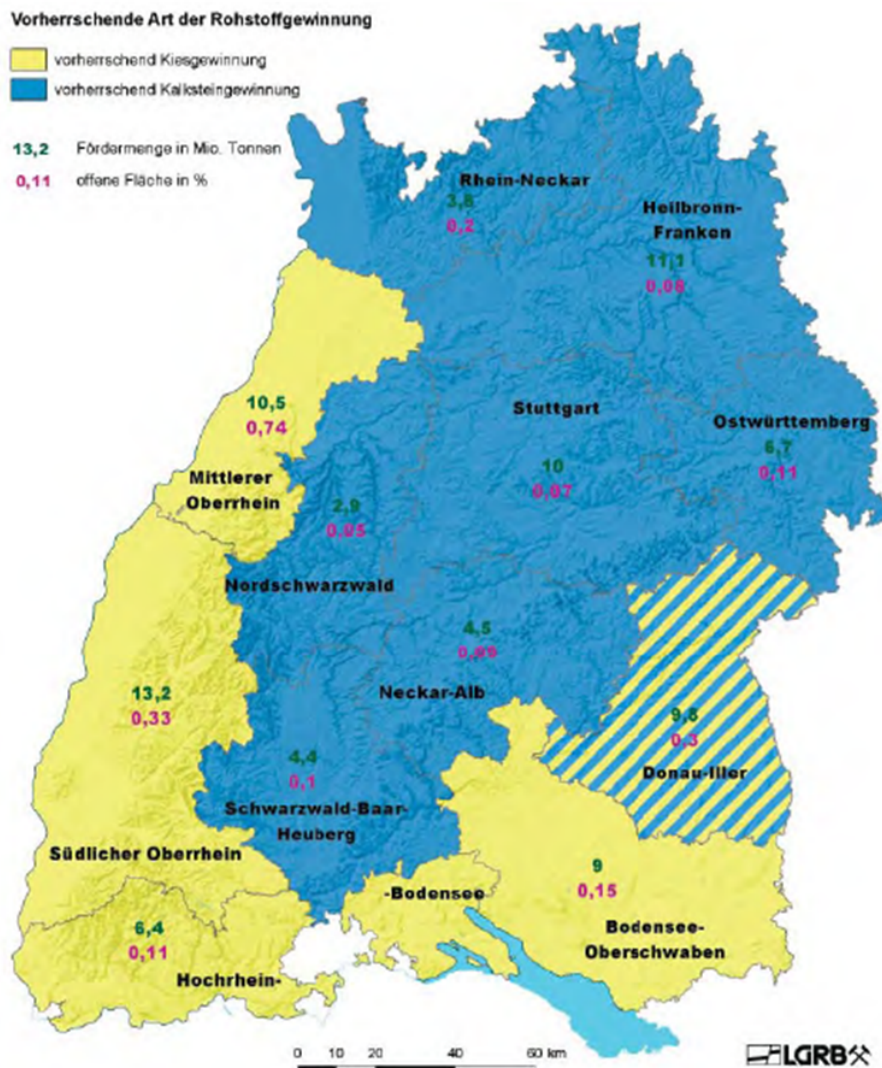 Vorherrschende Art der Rohstoffgewinnung
vorherrschend Kiesgewinnung
vorherrschend Kalksteingewinnung
13,2 Fördermenge in Mio. Tonnen
0,11 offene Fläche in %
Rhein-Neckar
3,8
0,2
Heilbronn-
Franken
11,1
0,08
10,5
0,74
Mittlerer
Oberrhein
Stuttgart
10
0,07
Ostwürttemberg
6,7
0,11
2,9
0,05
Nordschwarzwald
4,5
0,09
Neckar-Alb
13,2
0,33
Südlicher Oberrhein
4,4
0,1
Schwarzwald-Baar-
Heuberg
9,8
0,3
Donau-Iller
6,4
0,11
Hochrhein-
-Bodensee
9
0,15
Bodensee-
Oberschwaben
0 10 20 40 60 km
LGRB